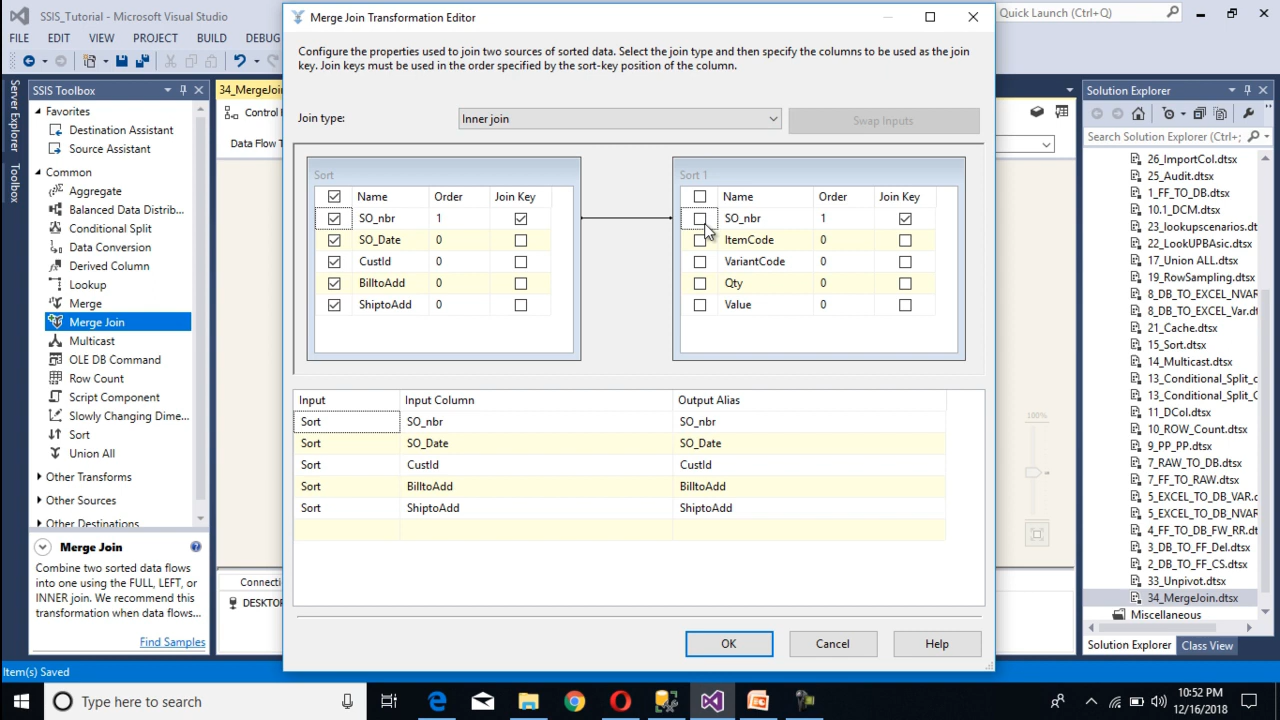 SSIS_Tutorial - Microsoft Visual Studio
Merge Join Transformation Editor
Quick Launch (Ctrl+Q)
FILE EDIT VIEW PROJECT BUILD DEBUG
Configure the properties used to join two sources of sorted data. Select the join type and then specify the columns to be used as the join
key. Join keys must be used in the order specified by the sort-key position of the column.
Server Explorer
Toolbox
SSIS Toolbox
Favorites
Destination Assistant
Source Assistant
Common
Aggregate
Balanced Data Distribu...
Conditional Split
Data Conversion
Derived Column
Lookup
Merge
Merge Join
Multicast
OLE DB Command
Row Count
Script Component
Slowly Changing Dime...
Sort
Union All
Other Transforms
Other Sources
Other Destinations
Merge Join
Combine two sorted data flows
into one using the FULL, LEFT, or
INNER join. We recommend this
transformation when data flows...
Find Samples
34_MergeJoi
Control
Data Flow T
Connecti
DESKTO
Join type: Inner join Swap Inputs
Sort
Name Order Join Key
SO_nbr 1
SO_Date 0
CustId 0
BilltoAdd 0
ShiptoAdd 0
Sort 1
Name Order Join Key
SO_nbr 1
ItemCode 0
VariantCode 0
Qty 0
Value 0
Input Input Column Output Alias
Sort SO_nbr SO_nbr
Sort SO_Date SO_Date
Sort CustId CustId
Sort BilltoAdd BilltoAdd
Sort ShiptoAdd ShiptoAdd
OK Cancel Help
100%
Solution Explorer
Search Solution Explorer (Ctrl+;
26_ImportCol.dtsx
25_Audit.dtsx
1_FF_TO_DB.dtsx
10.1_DCM.dtsx
23_lookupscenarios.dt
22_LookUPBAsic.dtsx
17_Union ALL.dtsx
19_RowSampling.dtsx
8_DB_TO_EXCEL_NVAR
8_DB_TO_EXCEL_Var.dt
21_Cache.dtsx
15_Sort.dtsx
14_Multicast.dtsx
13_Conditional_Split_C
13_Conditional_Split_C
11_DCol.dtsx
10_ROW_Count.dtsx
9_PP_PP.dtsx
7_RAW_TO_DB.dtsx
7_FF_TO_RAW.dtsx
5_EXCEL_TO_DB_VAR.c
5_EXCEL_TO_DB_NVAF
4_FF_TO_DB_FW_RR.dt
3_DB_TO_FF_Del.dtsx
2_DB_TO_FF_CS.dtsx
33_Unpivot.dtsx
34_MergeJoin.dtsx
Miscellaneous
Solution Explorer Class View
Item(s) Saved
Type here to search
10:52 PM
12/16/2018